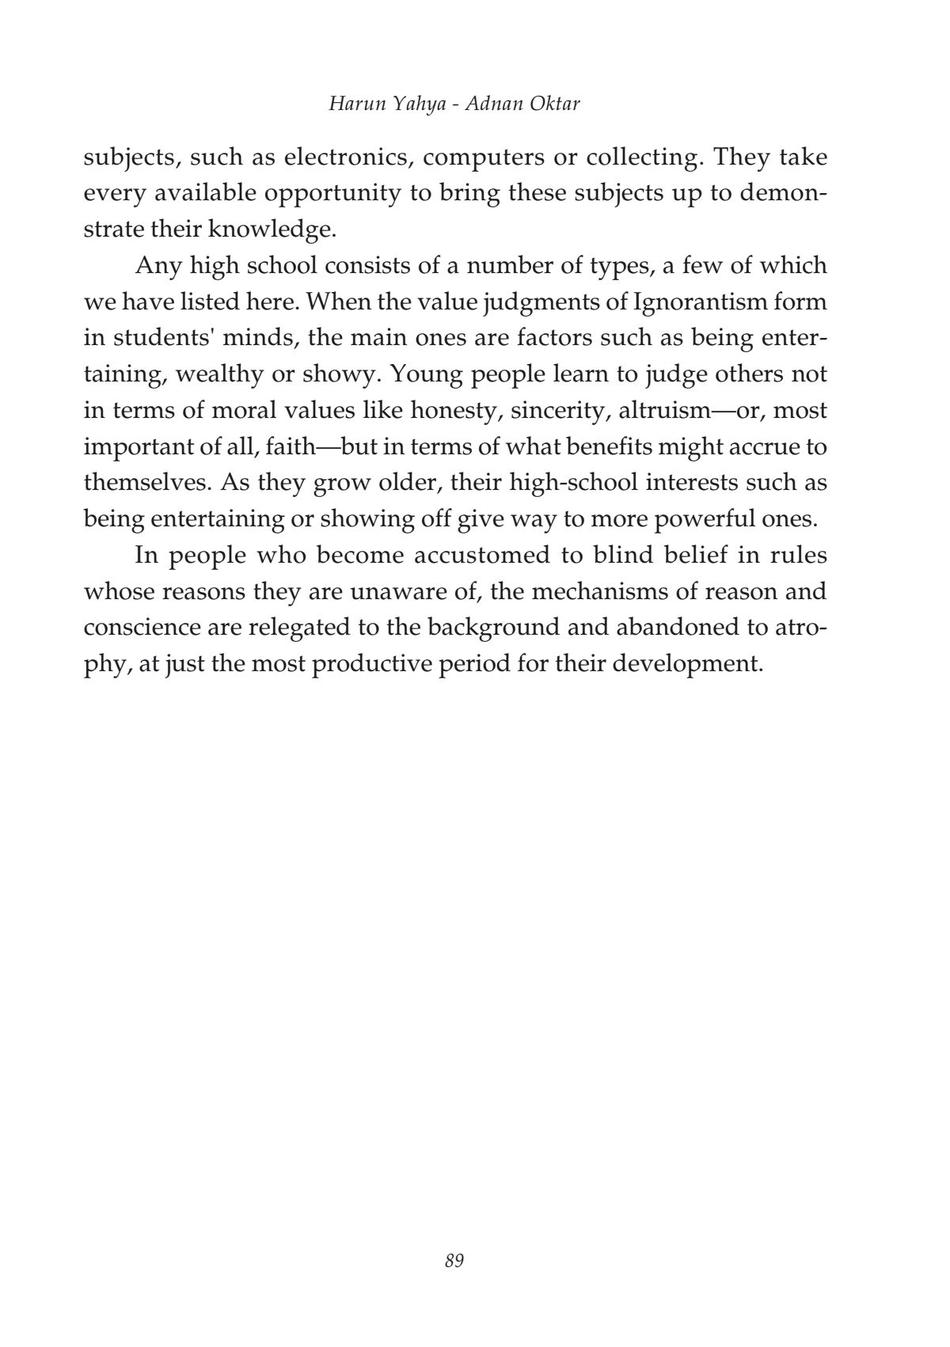 Harun Yahya - Adnan Oktar
subjects, such as electronics, computers or collecting. They take
every available opportunity to bring these subjects up to demon-
strate their knowledge.
Any high school consists of a number of types, a few of which
we have listed here. When the value judgments of Ignorantism form
in students' minds, the main ones are factors such as being enter-
taining, wealthy or showy. Young people learn to judge others not
in terms of moral values like honesty, sincerity, altruism—or, most
important of all, faith—but in terms of what benefits might accrue to
themselves. As they grow older, their high-school interests such as
being entertaining or showing off give way to more powerful ones.
In people who become accustomed to blind belief in rules
whose reasons they are unaware of, the mechanisms of reason and
conscience are relegated to the background and abandoned to atro-
phy, at just the most productive period for their development.
89